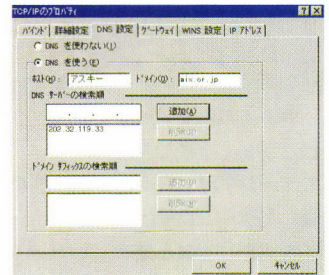 TCP/IPのプロパティ
バインド 詳細設定 DNS 設定 ゲートウェイ WINS 設定 IP アドレス
DNS を使わない(I)
DNS を使う(E)
ホスト(H): アスキー ドメイン(O): aix.or.jp
DNS サーバーの検索順
追加(A)
202.32.119.33
削除(R)
ドメイン サフィックスの検索順
追加(D)
OK キャンセル